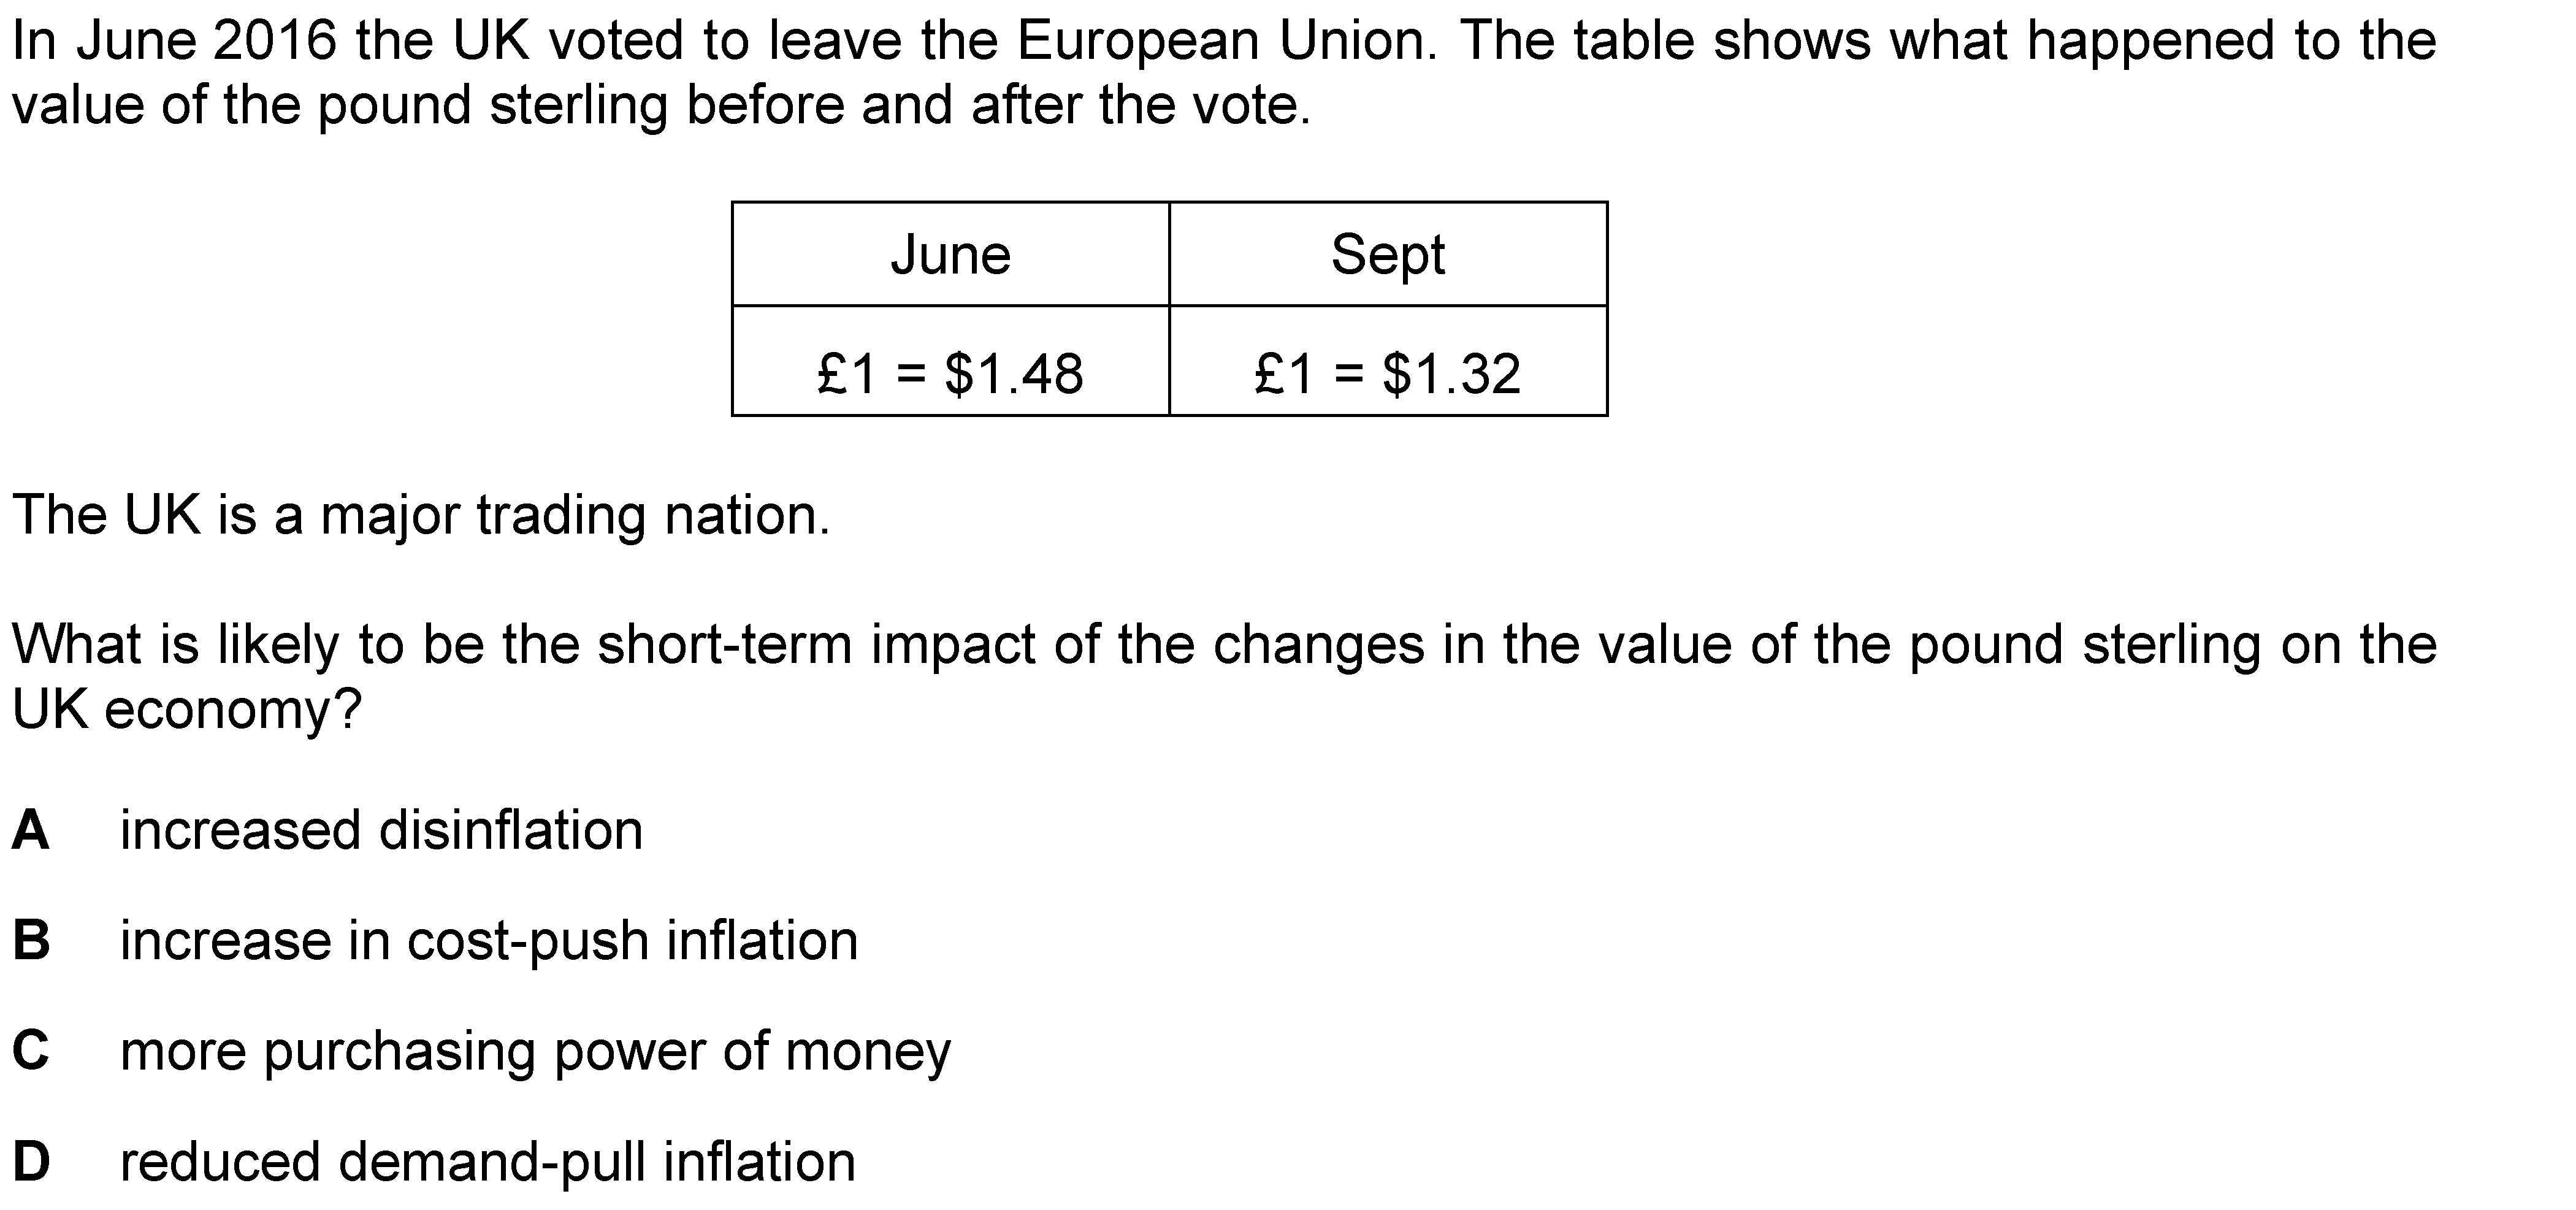 In June 2016 the UK voted to leave the European Union. The table shows what happened to the
value of the pound sterling before and after the vote.
June Sept
£1 = $1.48 £1 = $1.32
The UK is a major trading nation.
What is likely to be the short-term impact of the changes in the value of the pound sterling on the
UK economy?
A increased disinflation
B increase in cost-push inflation
C more purchasing power of money
D reduced demand-pull inflation